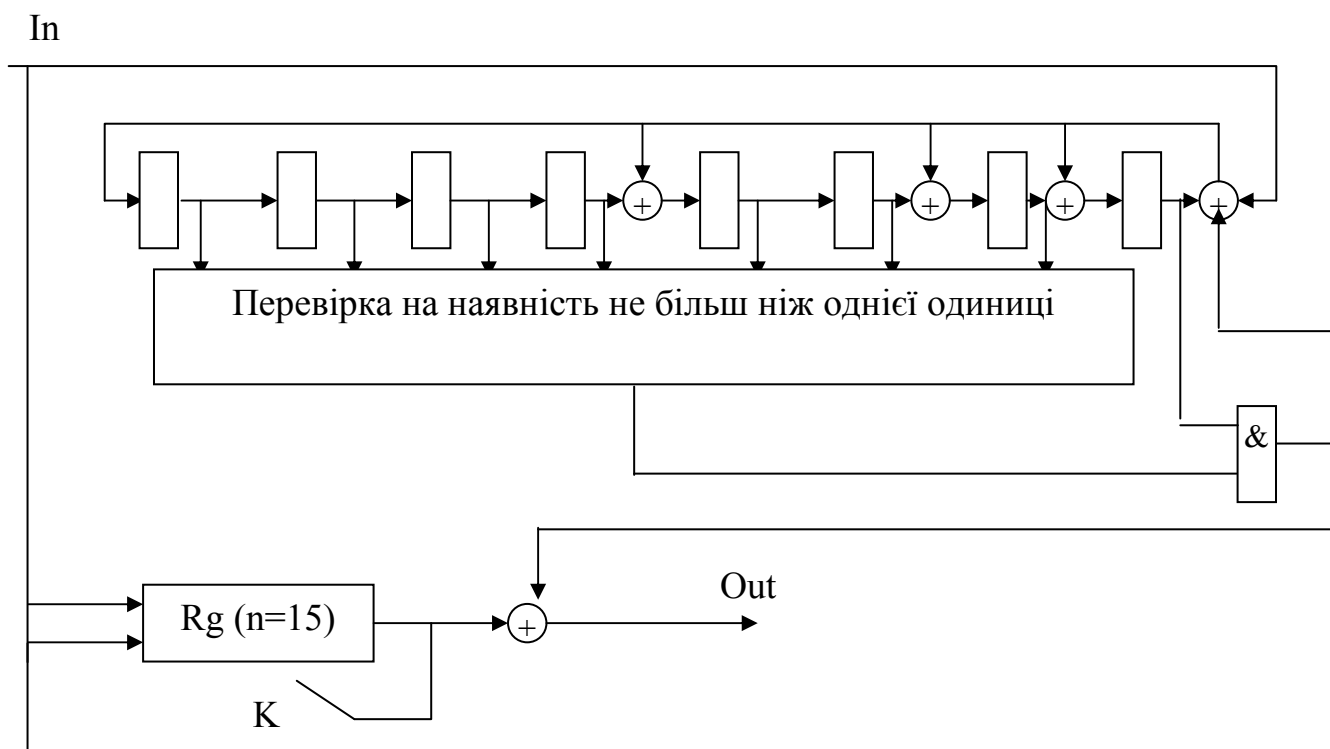 In
+
+
+
+
Перевірка на наявність не більш ніж однієї одиниці
&
Out
Rg (n=15)
+
K